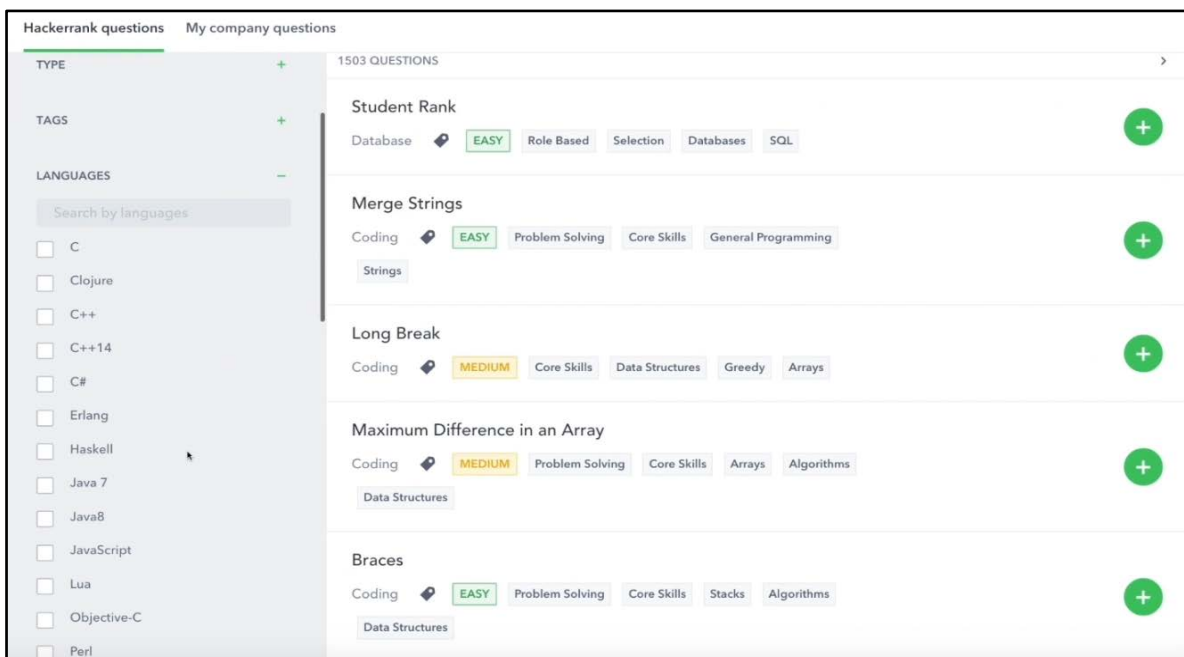 Hackerrank questions My company questions
TYPE +
TAGS +
LANGUAGES −
Search by languages
C
Clojure
C++
C++14
C#
Erlang
Haskell
Java 7
Java8
JavaScript
Lua
Objective-C
Perl
1503 QUESTIONS >
Student Rank
Database EASY Role Based Selection Databases SQL
+
Merge Strings
Coding EASY Problem Solving Core Skills General Programming
Strings
+
Long Break
Coding MEDIUM Core Skills Data Structures Greedy Arrays
+
Maximum Difference in an Array
Coding MEDIUM Problem Solving Core Skills Arrays Algorithms
Data Structures
+
Braces
Coding EASY Problem Solving Core Skills Stacks Algorithms
Data Structures
+